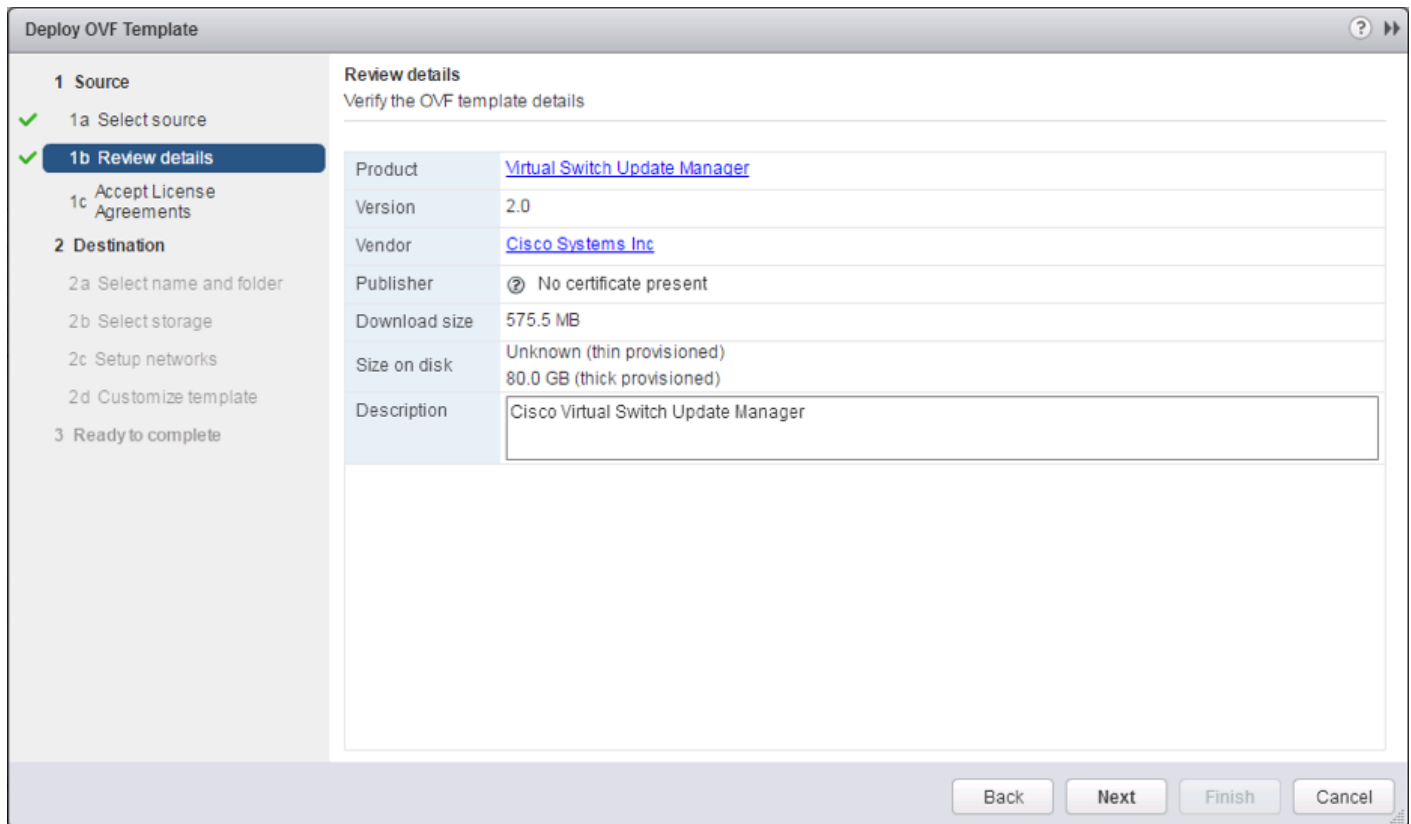 Deploy OVF Template
1 Source
1a Select source
1b Review details
1c Accept License
Agreements
2 Destination
2a Select name and folder
2b Select storage
2c Setup networks
2d Customize template
3 Ready to complete
Review details
Verify the OVF template details
Product Virtual Switch Update Manager
Version 2.0
Vendor Cisco Systems Inc
Publisher ? No certificate present
Download size 575.5 MB
Size on disk Unknown (thin provisioned)
80.0 GB (thick provisioned)
Description Cisco Virtual Switch Update Manager
Back Next Finish Cancel